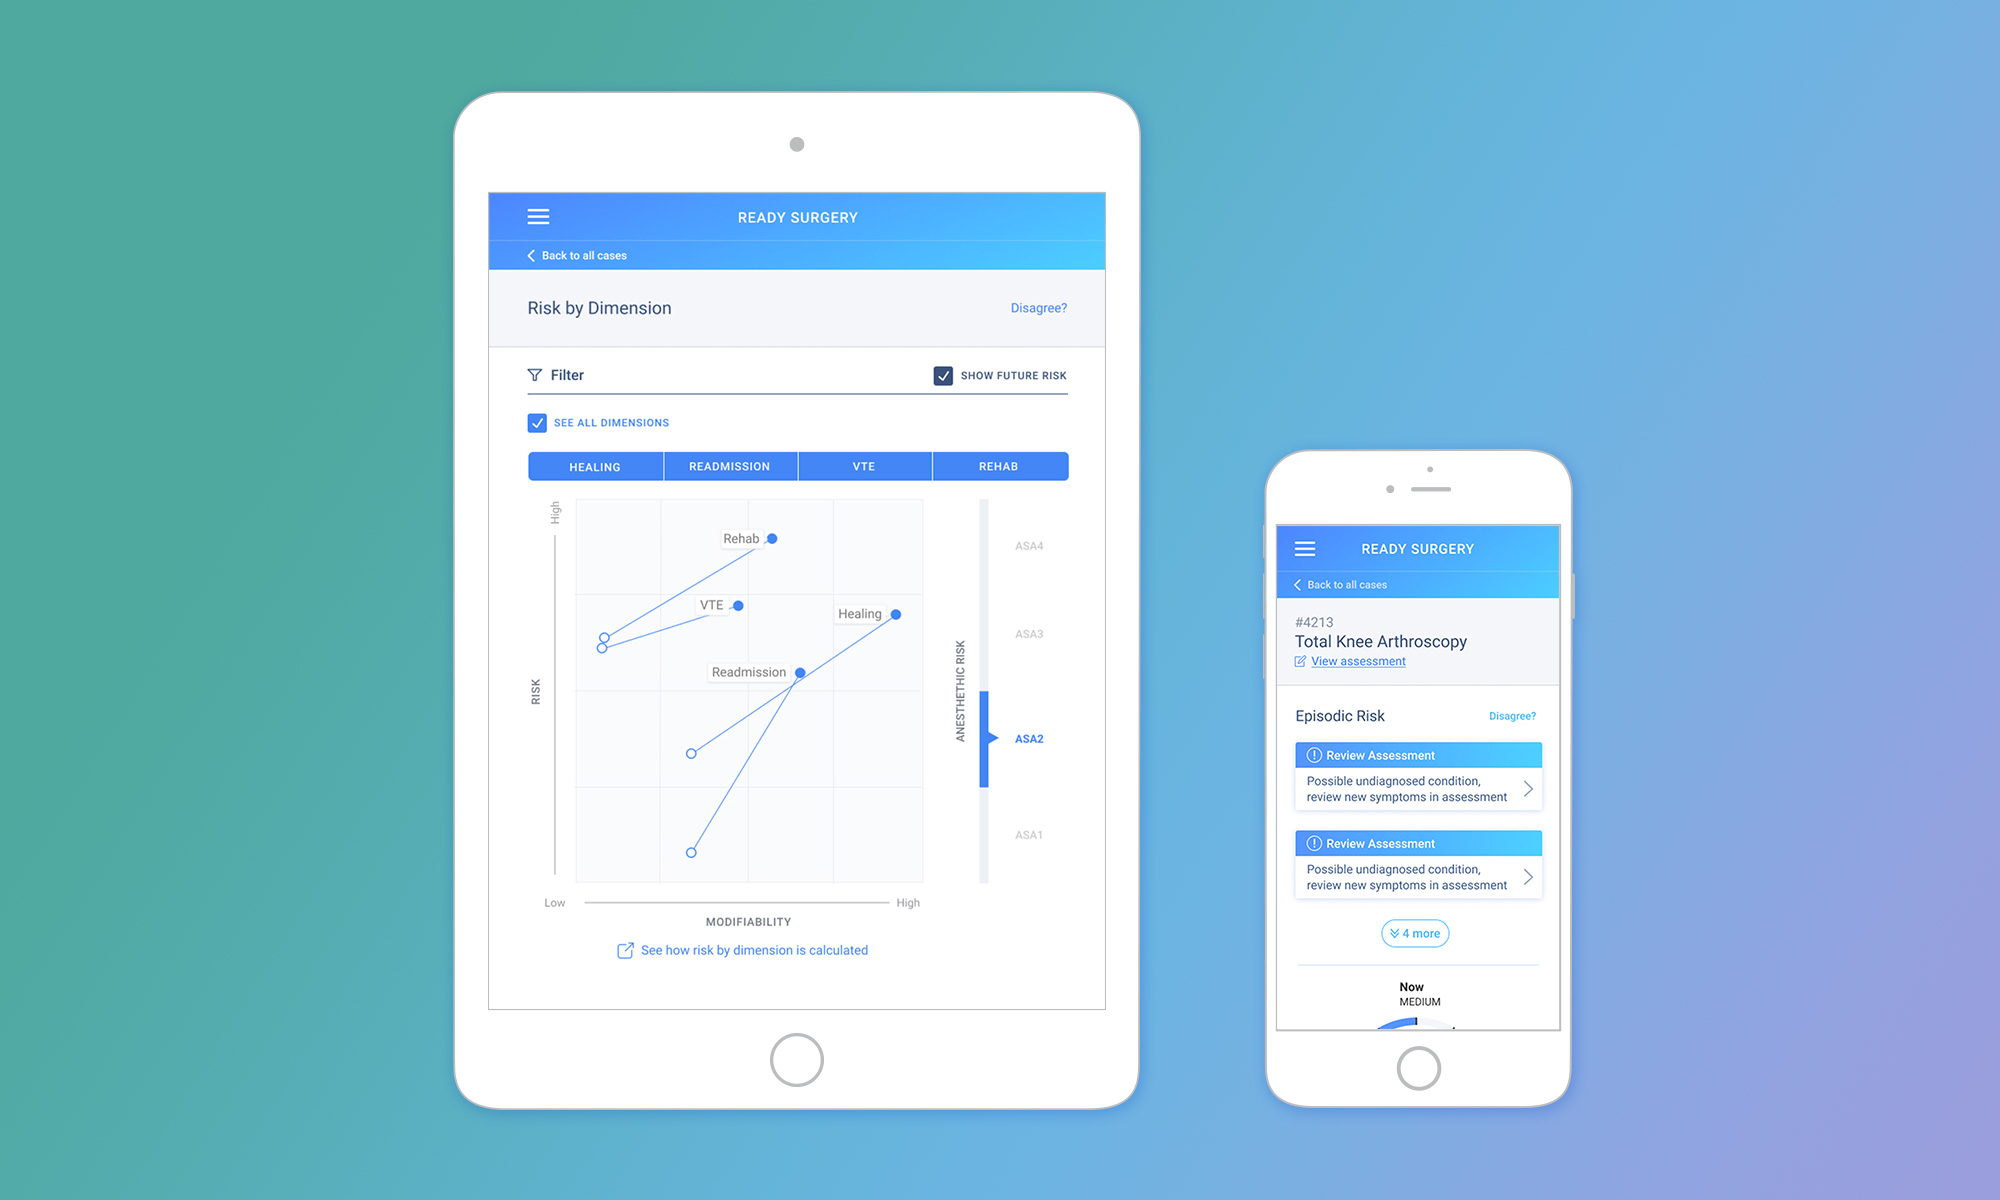 READY SURGERY
Back to all cases
Risk by Dimension
Disagree?
Filter
SHOW FUTURE RISK
SEE ALL DIMENSIONS
HEALING
READMISSION
VTE
REHAB
High
RISK
Rehab
VTE
Healing
Readmission
ANESTHETHIC RISK
ASA4
ASA3
ASA2
ASA1
Low
High
MODIFIABILITY
See how risk by dimension is calculated
READY SURGERY
Back to all cases
#4213
Total Knee Arthroscopy
View assessment
Episodic Risk
Disagree?
Review Assessment
Possible undiagnosed condition,
review new symptoms in assessment
Review Assessment
Possible undiagnosed condition,
review new symptoms in assessment
4 more
Now
MEDIUM